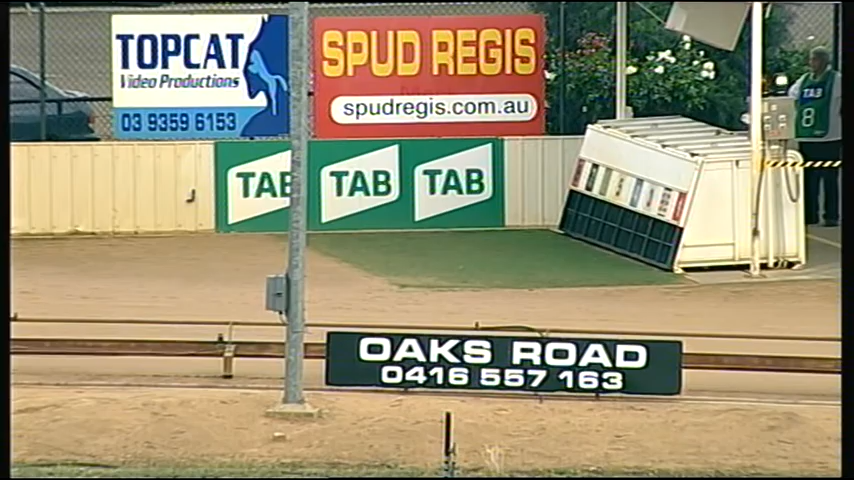 TOPCAT
Video Productions
03 9359 6153
SPUD REGIS
spudregis.com.au
TAB
TAB
TAB
TAB
8
OAKS ROAD
0416 557 163